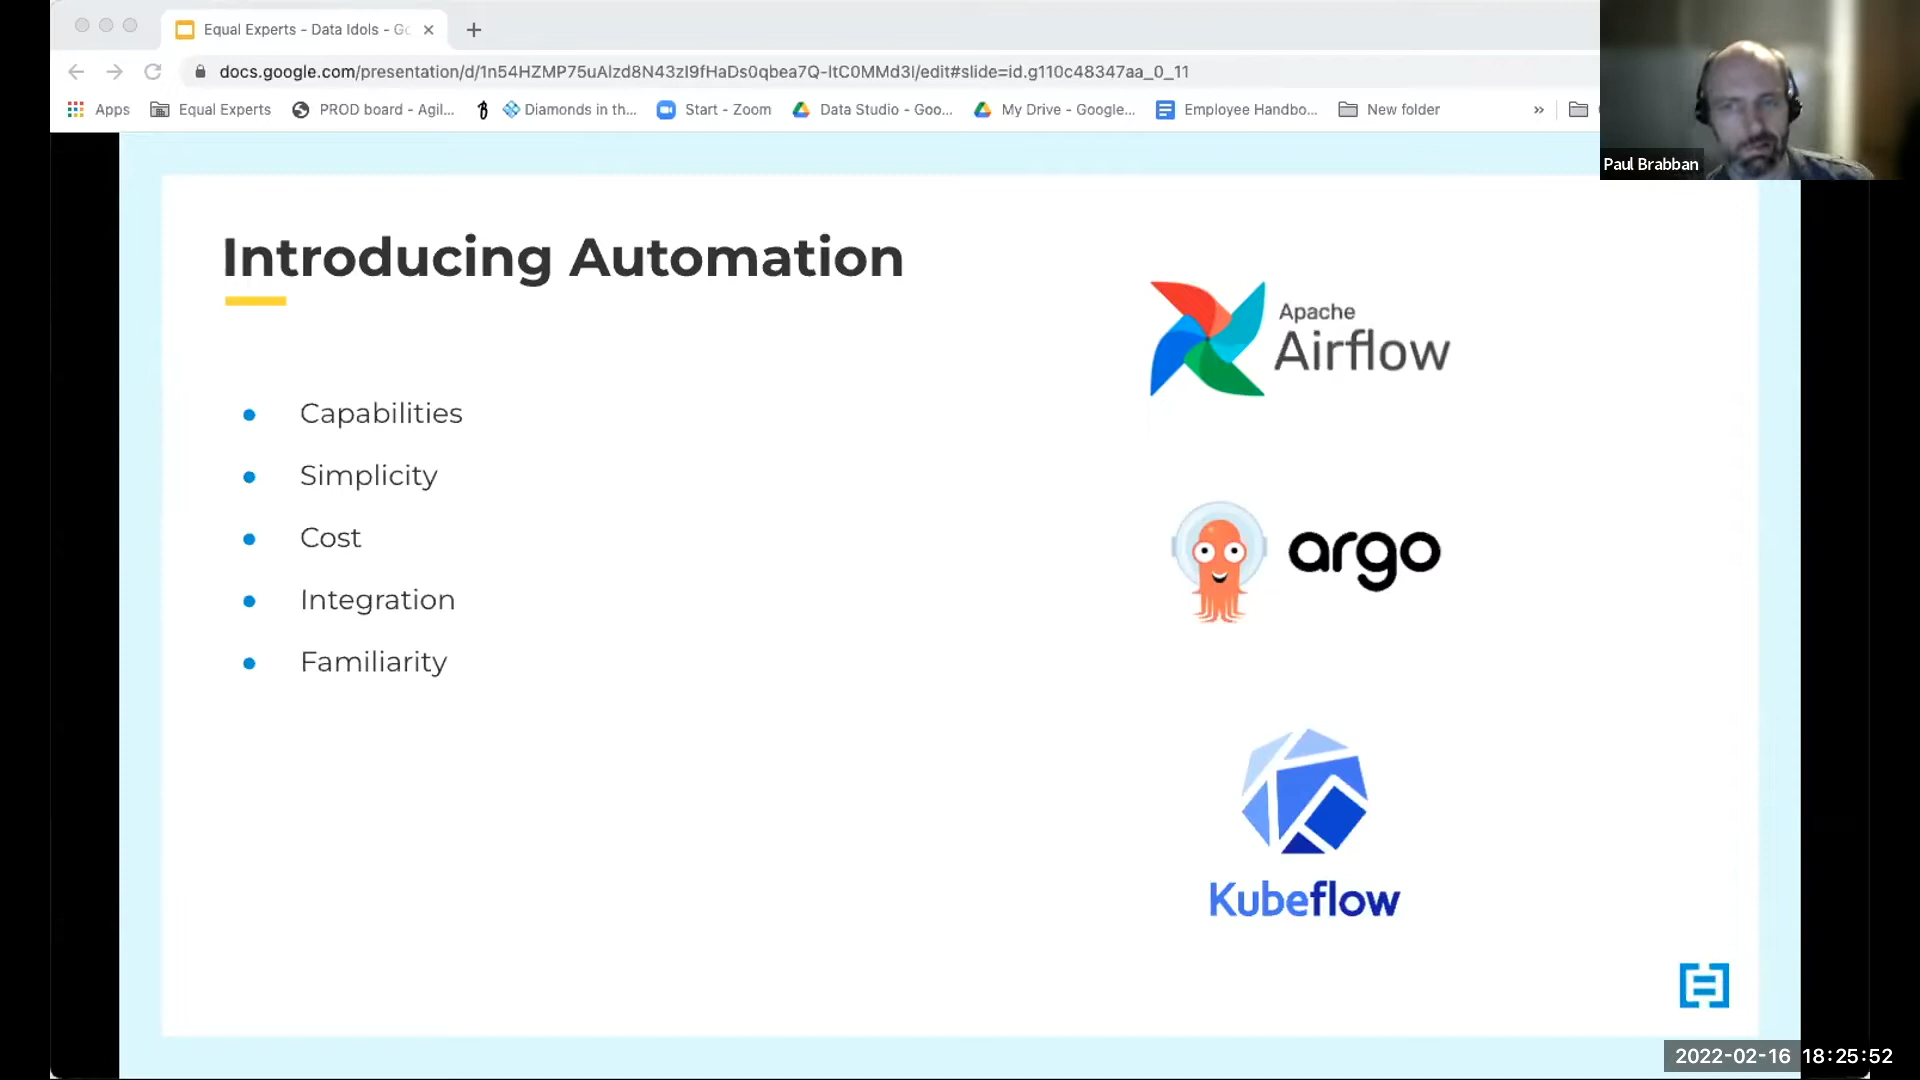 Equal Experts - Data Idols - Go
docs.google.com/presentation/d/1n54HZMP75uAlzd8N43zI9fHaDs0qbea7Q-ItC0MMd3I/edit#slide=id.g110c48347aa_0_11
Apps Equal Experts PROD board - Agil... Diamonds in th... Start - Zoom Data Studio - Goo... My Drive - Google... Employee Handbo... New folder »
Paul Brabban
Introducing Automation
Apache
Airflow
• Capabilities
• Simplicity
• Cost
• Integration
• Familiarity
argo
Kubeflow
2022-02-16 18:25:52